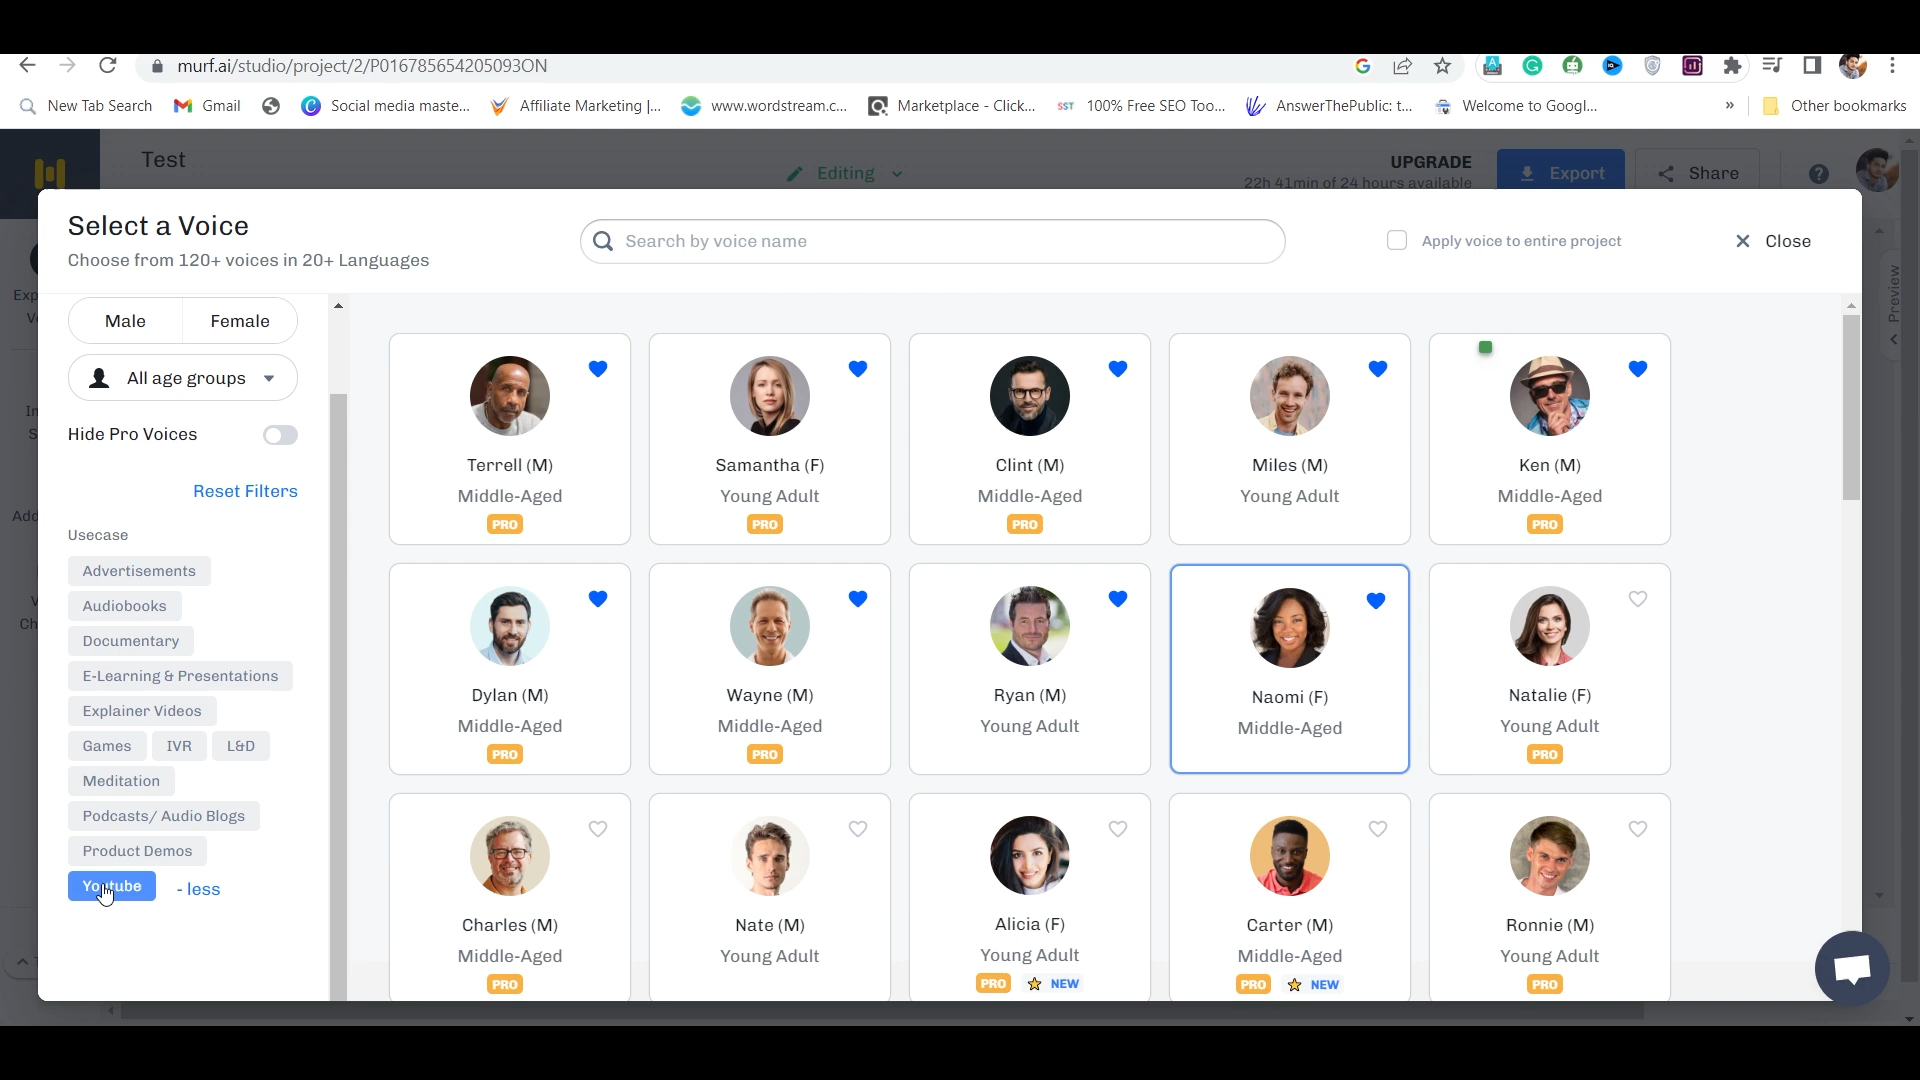 murf.ai/studio/project/2/P016785654205093ON
New Tab Search Gmail Social media maste... Affiliate Marketing |... www.wordstream.c... Marketplace - Click... SST 100% Free SEO Too... AnswerThePublic: t... Welcome to Googl... » Other bookmarks
Test
Editing
UPGRADE
22h 41min of 24 hours available
Export
Share
Select a Voice
Choose from 120+ voices in 20+ Languages
Search by voice name
Apply voice to entire project
Close
Preview
Male Female
All age groups
Hide Pro Voices
Reset Filters
Usecase
Advertisements
Audiobooks
Documentary
E-Learning & Presentations
Explainer Videos
Games IVR L&D
Meditation
Podcasts/ Audio Blogs
Product Demos
Youtube - less
Terrell (M) Samantha (F) Clint (M) Miles (M) Ken (M)
Middle-Aged Young Adult Middle-Aged Young Adult Middle-Aged
PRO PRO PRO PRO
Dylan (M) Wayne (M) Ryan (M) Naomi (F) Natalie (F)
Middle-Aged Middle-Aged Young Adult Middle-Aged Young Adult
PRO PRO PRO
Charles (M) Nate (M) Alicia (F) Carter (M) Ronnie (M)
Middle-Aged Young Adult Young Adult Middle-Aged Young Adult
PRO PRO NEW PRO NEW PRO